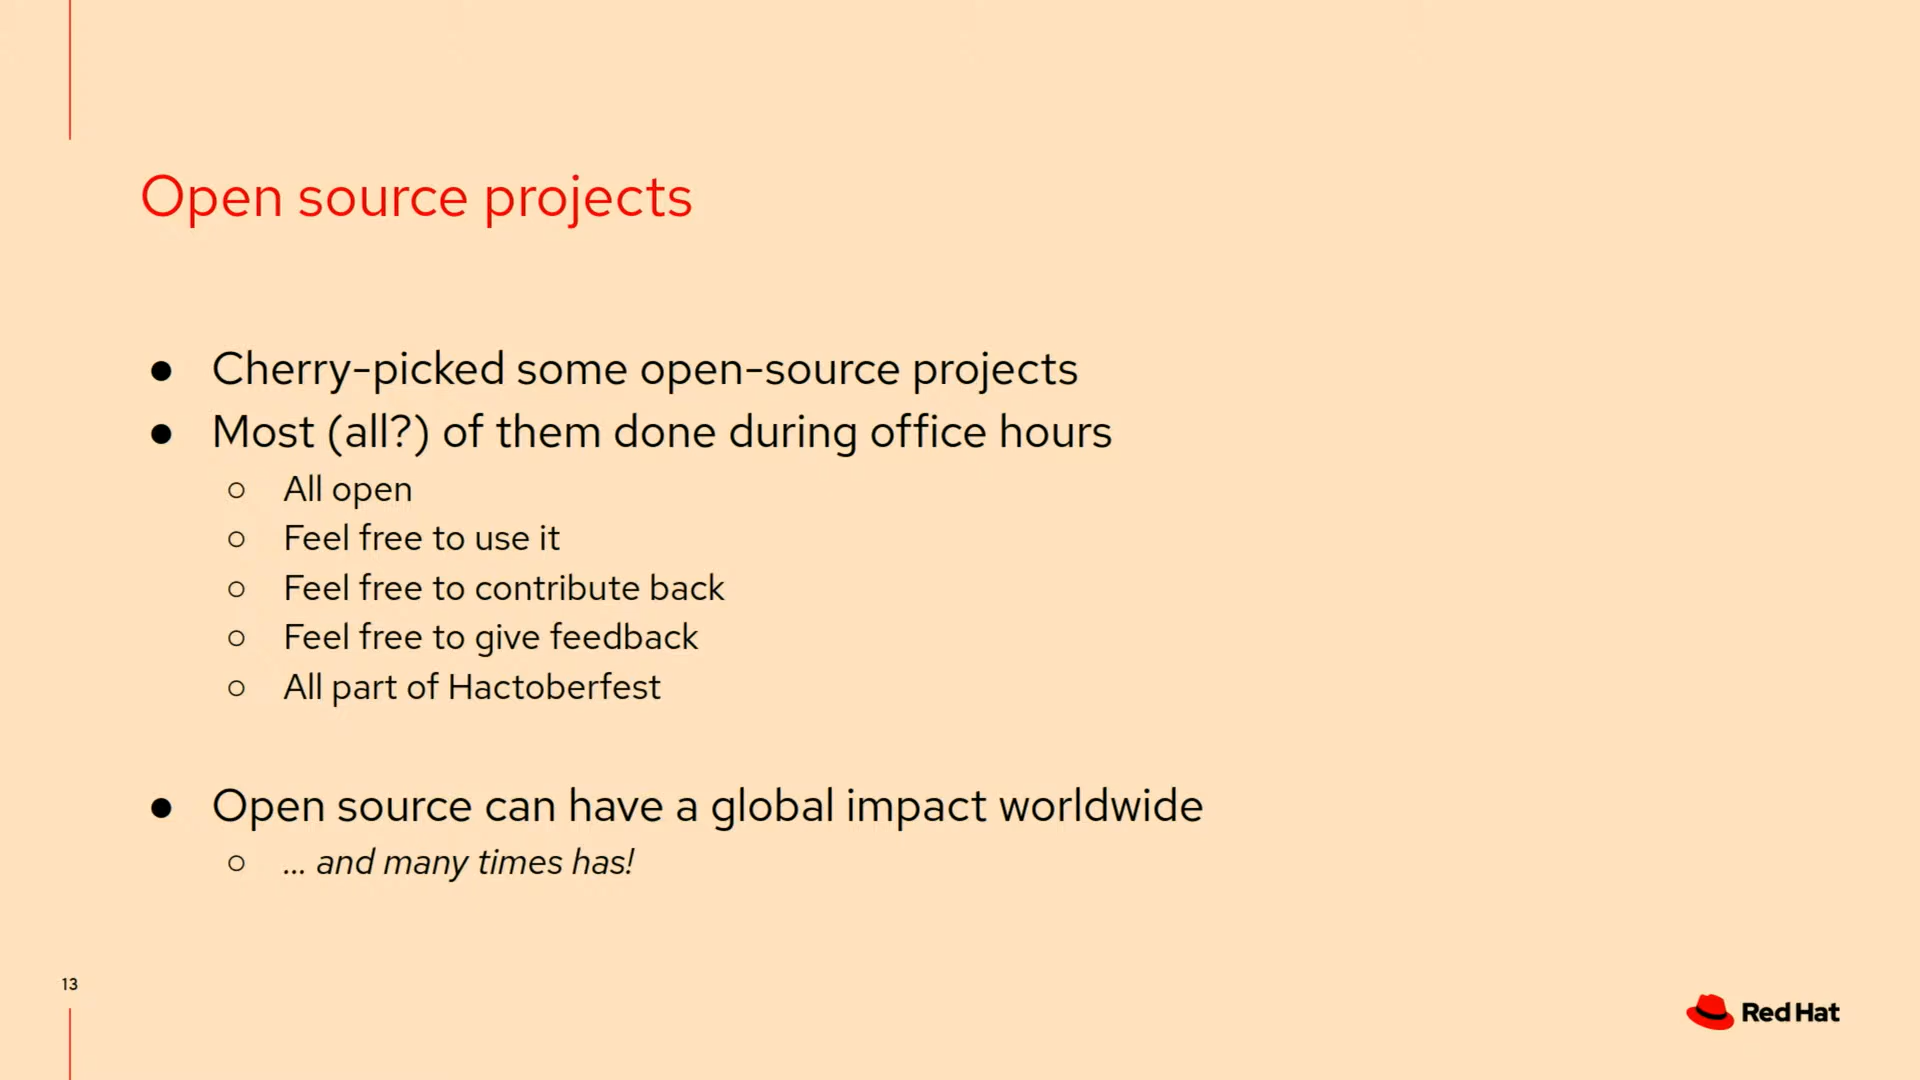 Open source projects
● Cherry-picked some open-source projects
● Most (all?) of them done during office hours
○ All open
○ Feel free to use it
○ Feel free to contribute back
○ Feel free to give feedback
○ All part of Hactoberfest
● Open source can have a global impact worldwide
○ ... and many times has!
13
Red Hat